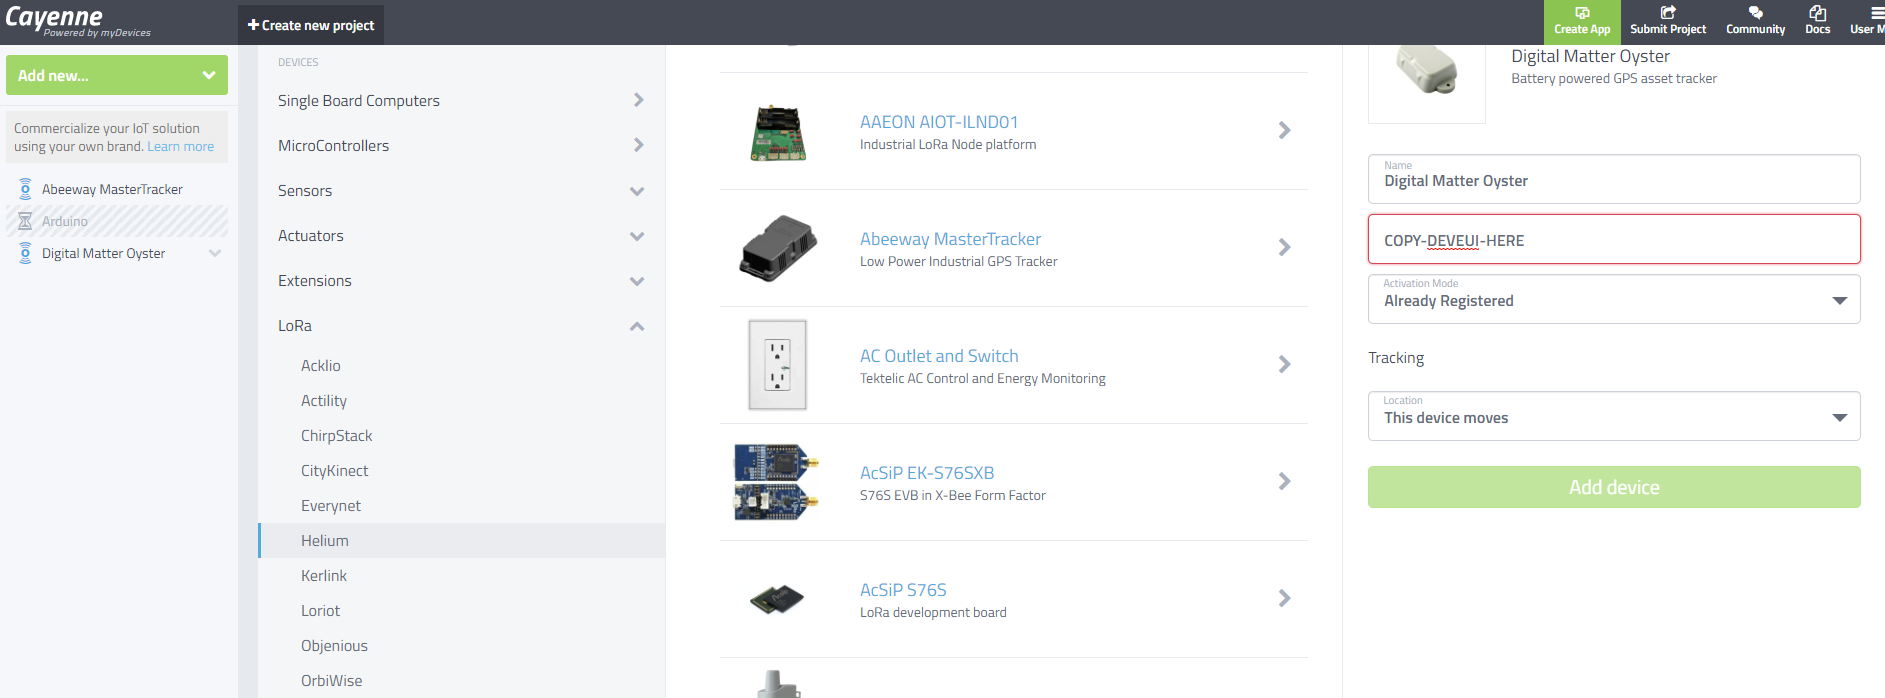 Cayenne
Powered by myDevices
Create new project
Create App
Submit Project
Community
Docs
User M
Add new...
Commercialize your IoT solution
using your own brand. Learn more
Abeeway MasterTracker
Arduino
Digital Matter Oyster
DEVICES
Single Board Computers
MicroControllers
Sensors
Actuators
Extensions
LoRa
Acklio
Actility
ChirpStack
CityKinect
Everynet
Helium
Kerlink
Loriot
Objenious
OrbiWise
AAEON AIOT-ILND01
Industrial LoRa Node platform
Abeeway MasterTracker
Low Power Industrial GPS Tracker
AC Outlet and Switch
Tektelic AC Control and Energy Monitoring
AcSiP EK-S76SXB
S76S EVB in X-Bee Form Factor
AcSiP S76S
LoRa development board
Digital Matter Oyster
Battery powered GPS asset tracker
Name
Digital Matter Oyster
COPY-DEVEUI-HERE
Activation Mode
Already Registered
Tracking
Location
This device moves
Add device